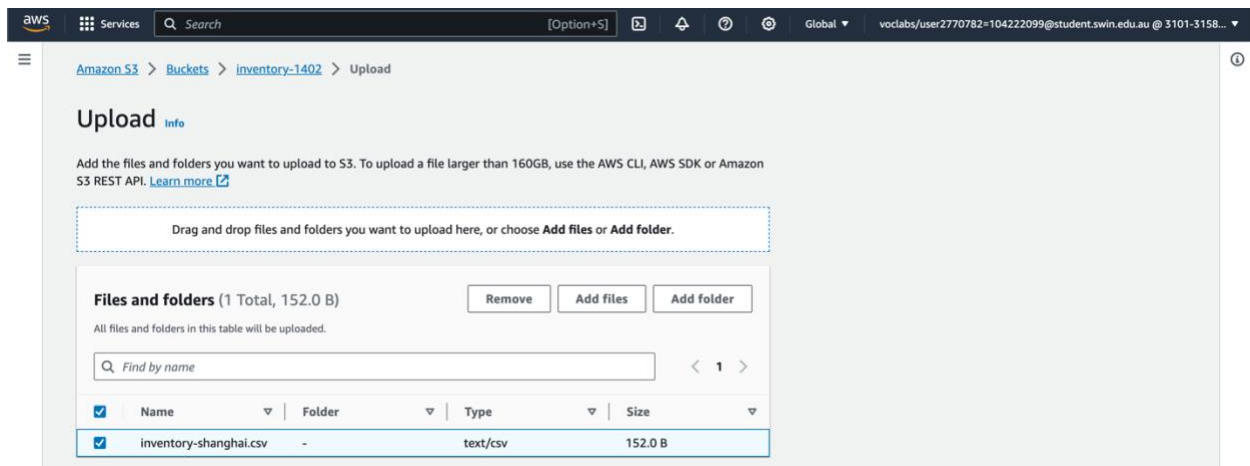 aws Services Search [Option+S] Global voclabs/user2770782=104222099@student.swin.edu.au @ 3101-3158...
Amazon S3 > Buckets > inventory-1402 > Upload
Upload Info
Add the files and folders you want to upload to S3. To upload a file larger than 160GB, use the AWS CLI, AWS SDK or Amazon
S3 REST API. Learn more
Drag and drop files and folders you want to upload here, or choose Add files or Add folder.
Files and folders (1 Total, 152.0 B) Remove Add files Add folder
All files and folders in this table will be uploaded.
Find by name < 1 >
Name Folder Type Size
inventory-shanghai.csv - text/csv 152.0 B